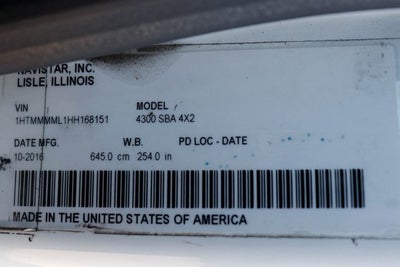 NAVISTAR, INC.
LISLE, ILLINOIS
VIN MODEL
1HTMMMML1HH168151 4300 SBA 4X2
DATE MFG. W.B. PD LOC - DATE
10-2016 645.0 cm 254.0 in
MADE IN THE UNITED STATES OF AMERICA